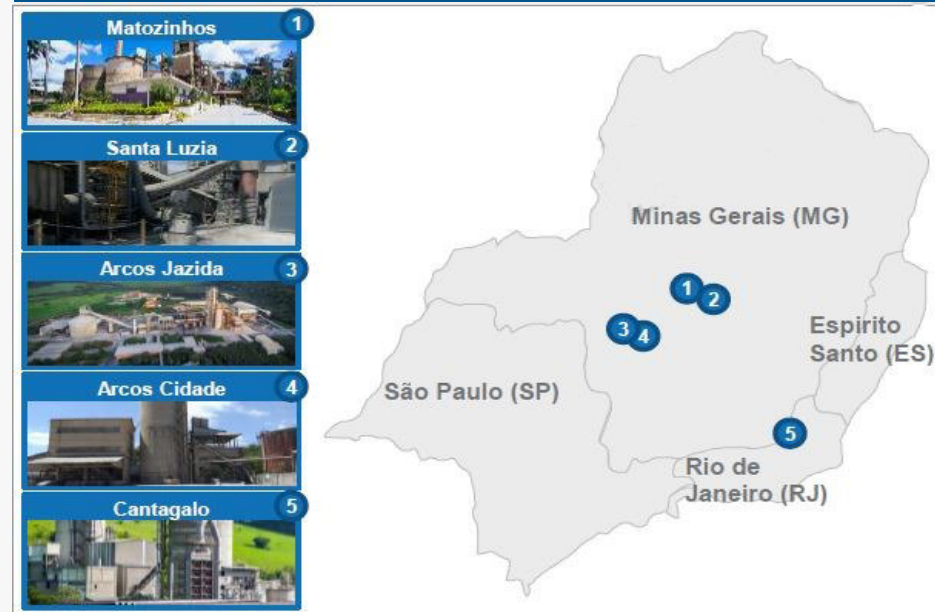 Matozinhos
1
Santa Luzia
2
Arcos Jazida
3
Arcos Cidade
4
Cantagalo
5
Minas Gerais (MG)
1
2
3
4
Espirito
Santo (ES)
São Paulo (SP)
5
Rio de
Janeiro (RJ)